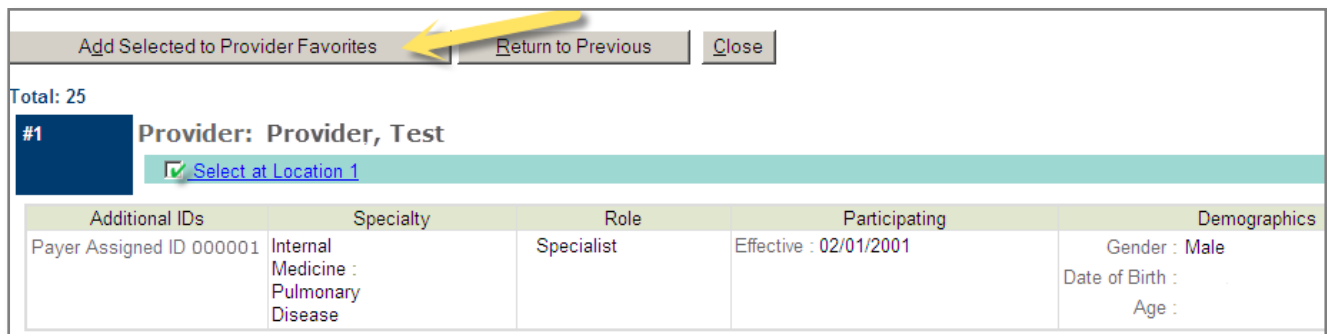 Add Selected to Provider Favorites Return to Previous Close
Total: 25
#1 Provider: Provider, Test
Select at Location 1
Additional IDs Specialty Role Participating Demographics
Payer Assigned ID 000001 Internal Specialist Effective : 02/01/2001 Gender : Male
Medicine :
Date of Birth :
Pulmonary
Age :
Disease